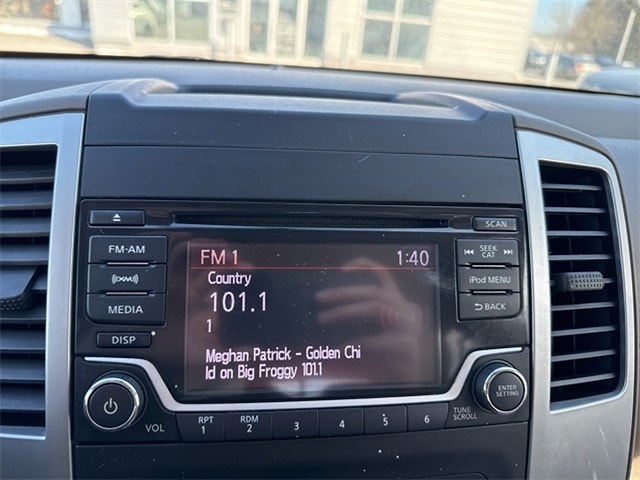 SCAN
FM·AM
SEEK
CAT
XM
iPod MENU
MEDIA
BACK
DISP
FM 1 1:40
Country
101.1
1
Meghan Patrick - Golden Chi
ld on Big Froggy 101.1
VOL
RPT
1
RDM
2
3
4
5
6
TUNE
SCROLL
ENTER
SETTING